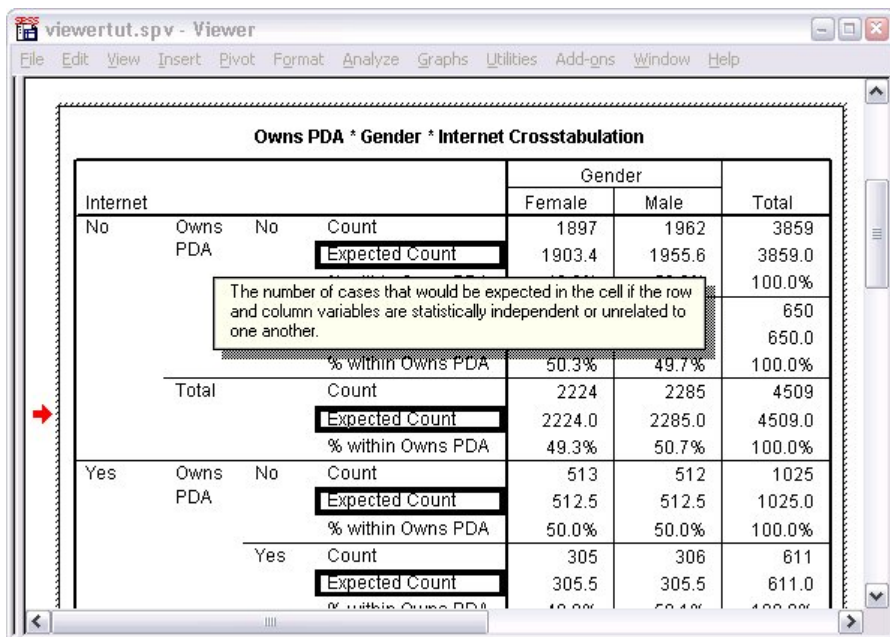 viewertut.spv - Viewer
File Edit View Insert Pivot Format Analyze Graphs Utilities Add-ons Window Help
Owns PDA * Gender * Internet Crosstabulation
Gender
Internet Female Male Total
No Owns No Count 1897 1962 3859
PDA Expected Count 1903.4 1955.6 3859.0
100.0%
The number of cases that would be expected in the cell if the row
and column variables are statistically independent or unrelated to
one another.
650
650.0
% within Owns PDA 50.3% 49.7% 100.0%
Total Count 2224 2285 4509
Expected Count 2224.0 2285.0 4509.0
% within Owns PDA 49.3% 50.7% 100.0%
Yes Owns No Count 513 512 1025
PDA Expected Count 512.5 512.5 1025.0
% within Owns PDA 50.0% 50.0% 100.0%
Yes Count 305 306 611
Expected Count 305.5 305.5 611.0
% within Owns PDA